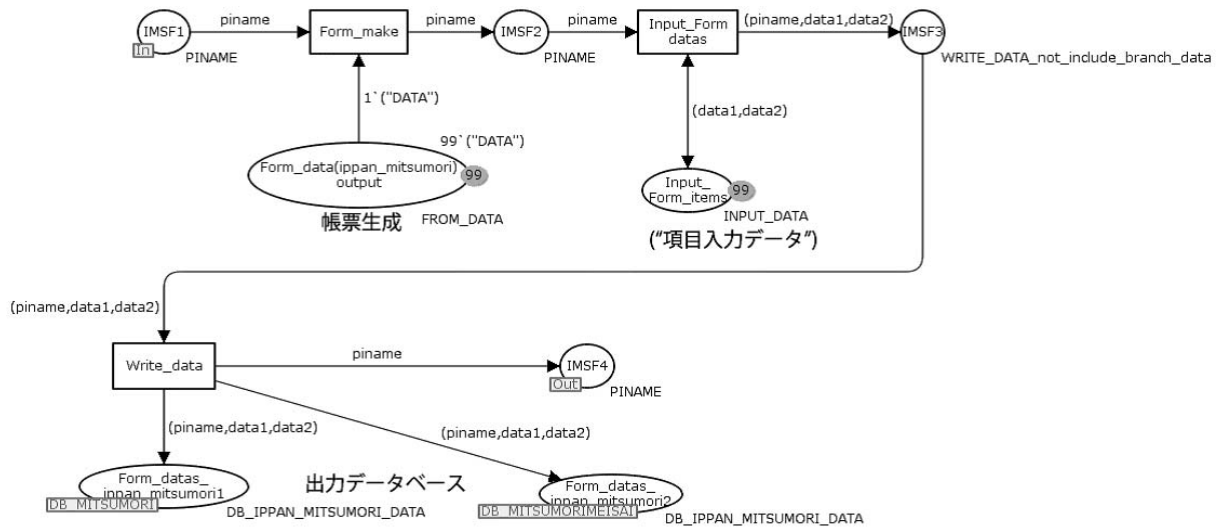 piname
piname
piname
(piname,data1,data2)
IMSF1
Form_make
IMSF2
Input_Form
datas
IMSF3
In
PINAME
PINAME
WRITE_DATA_not_include_branch_data
1`("DATA")
(data1,data2)
99`("DATA")
Form_data(ippan_mitsumori)
output
99
Input_
Form_items
99
帳票生成
FROM_DATA
INPUT_DATA
("項目入力データ")
(piname,data1,data2)
Write_data
piname
IMSF4
Out
PINAME
(piname,data1,data2)
(piname,data1,data2)
Form_datas_
ippan_mitsumori1
DB_MITSUMORI
DB_IPPAN_MITSUMORI_DATA
出力データベース
Form_datas_
ippan_mitsumori2
DB_MITSUMORIMEISAI
DB_IPPAN_MITSUMORI_DATA